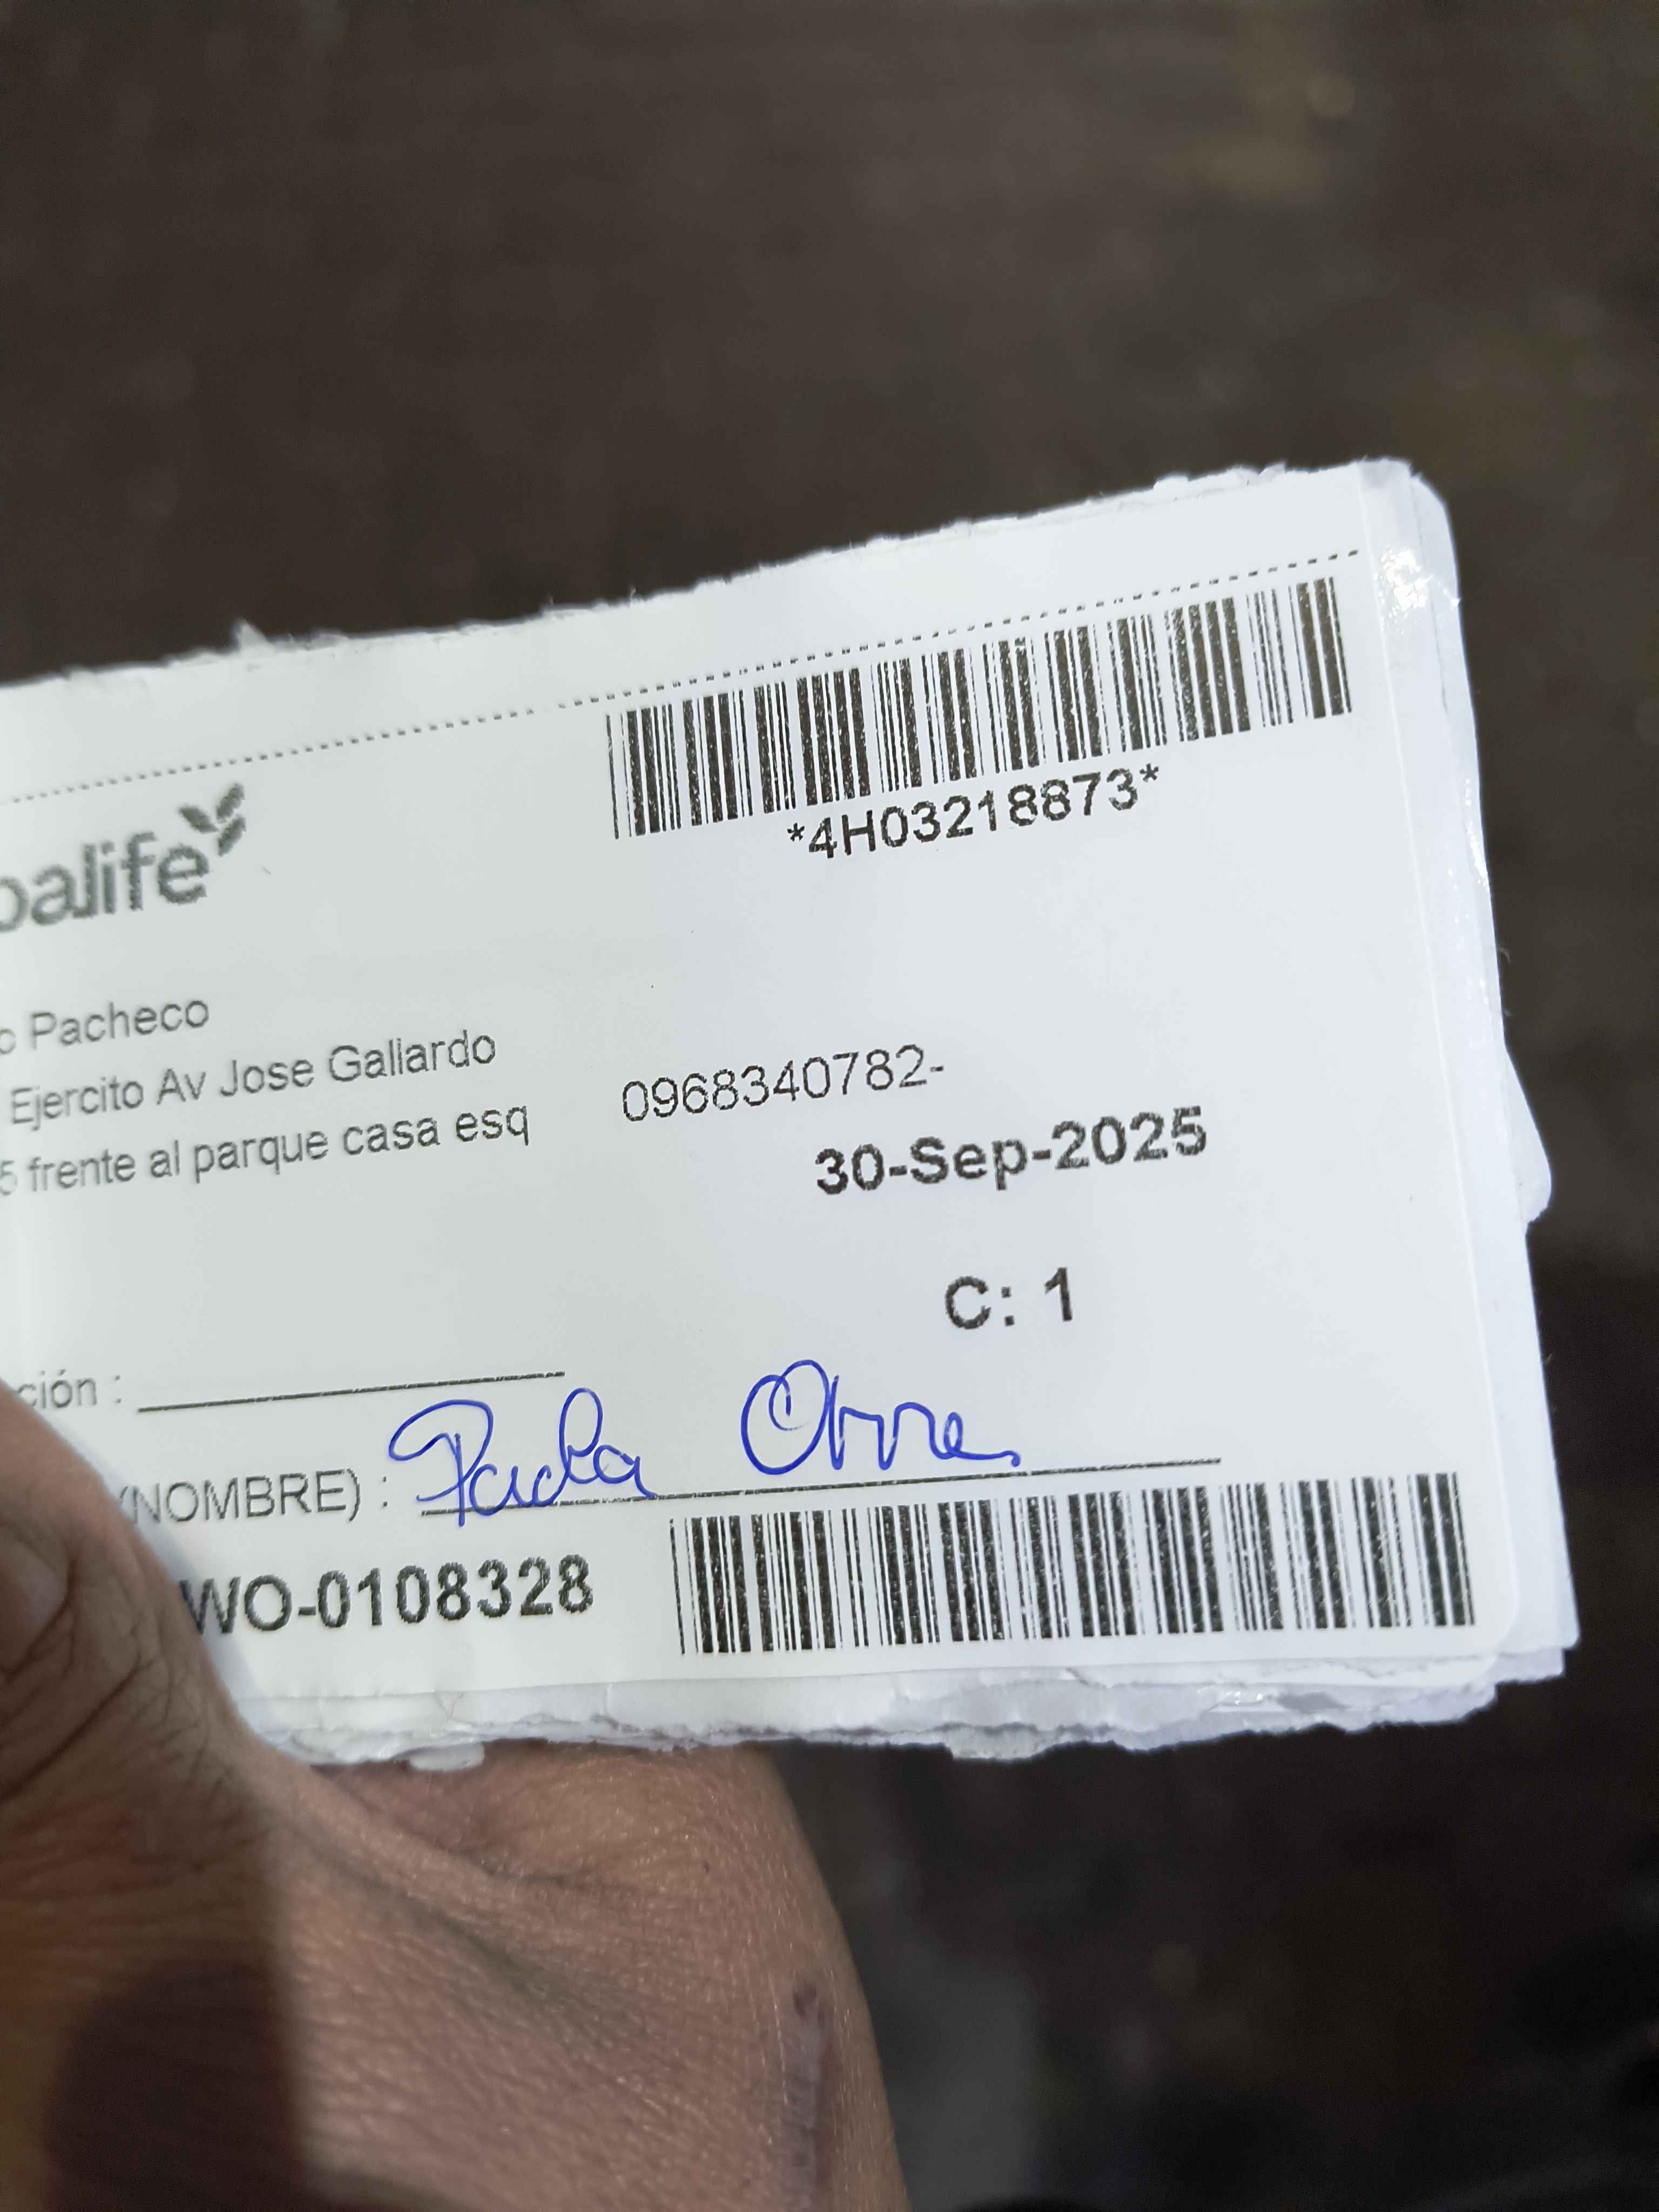 *4H03218873*
balife
Pacheco
Ejercito Av Jose Gallardo
0968340782-
5 frente al parque casa esq
30-Sep-2025
C: 1
ción :
(NOMBRE) : Paola
WO-0108328